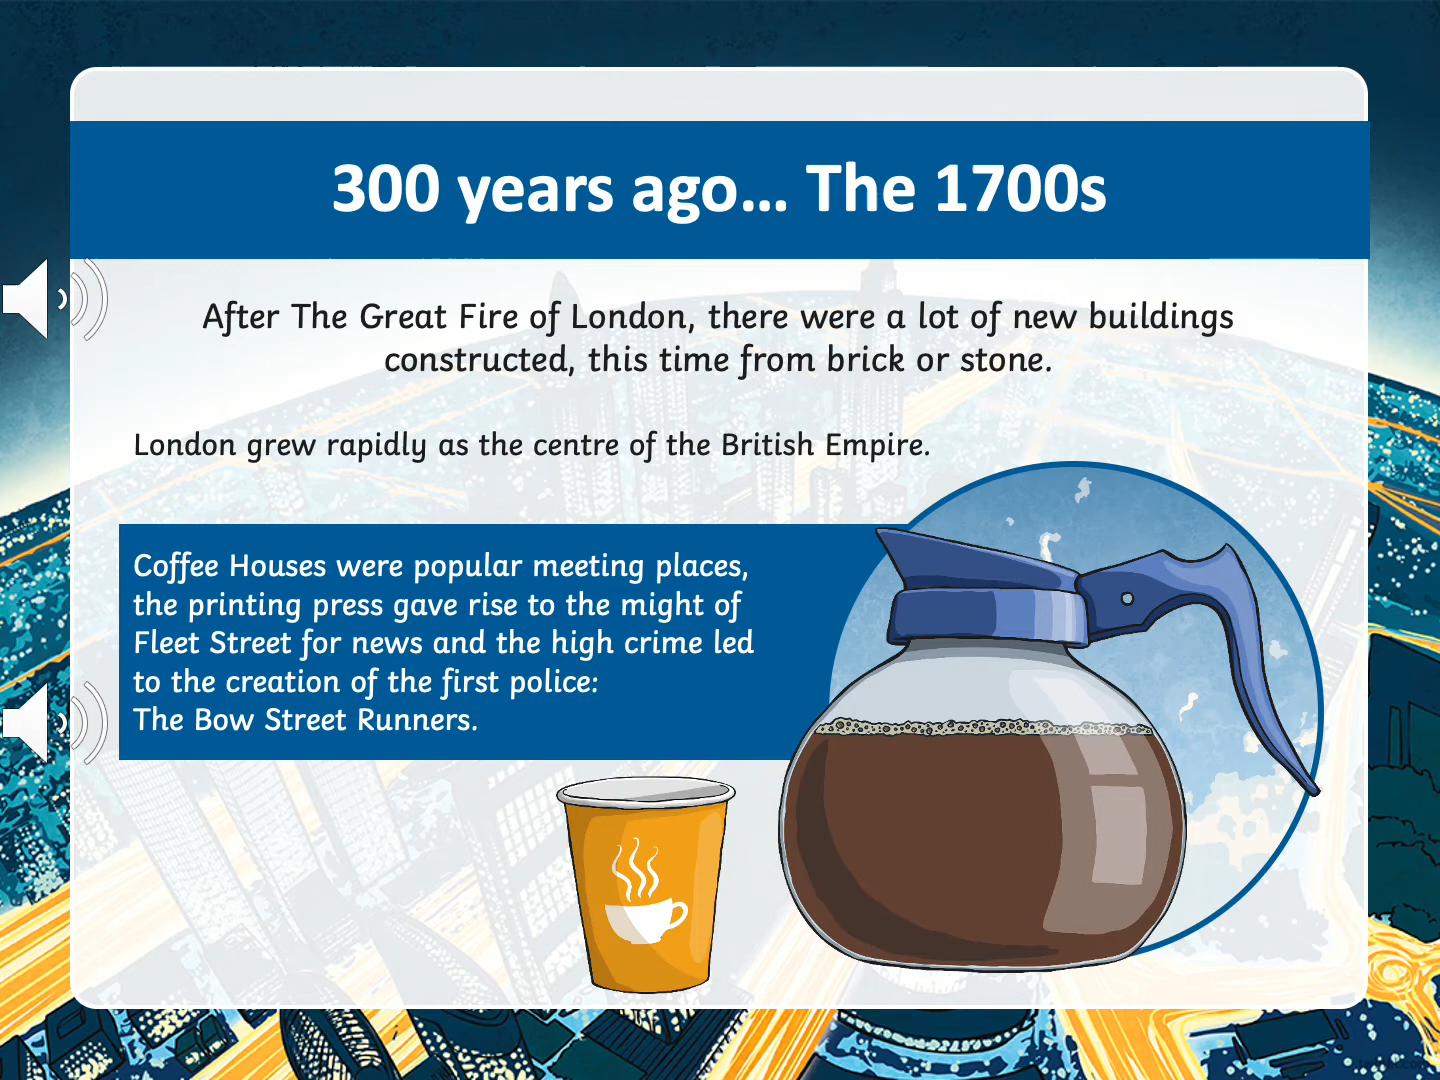 300 years ago... The 1700s
After The Great Fire of London, there were a lot of new buildings
constructed, this time from brick or stone.
London grew rapidly as the centre of the British Empire.
Coffee Houses were popular meeting places,
the printing press gave rise to the might of
Fleet Street for news and the high crime led
to the creation of the first police:
The Bow Street Runners.